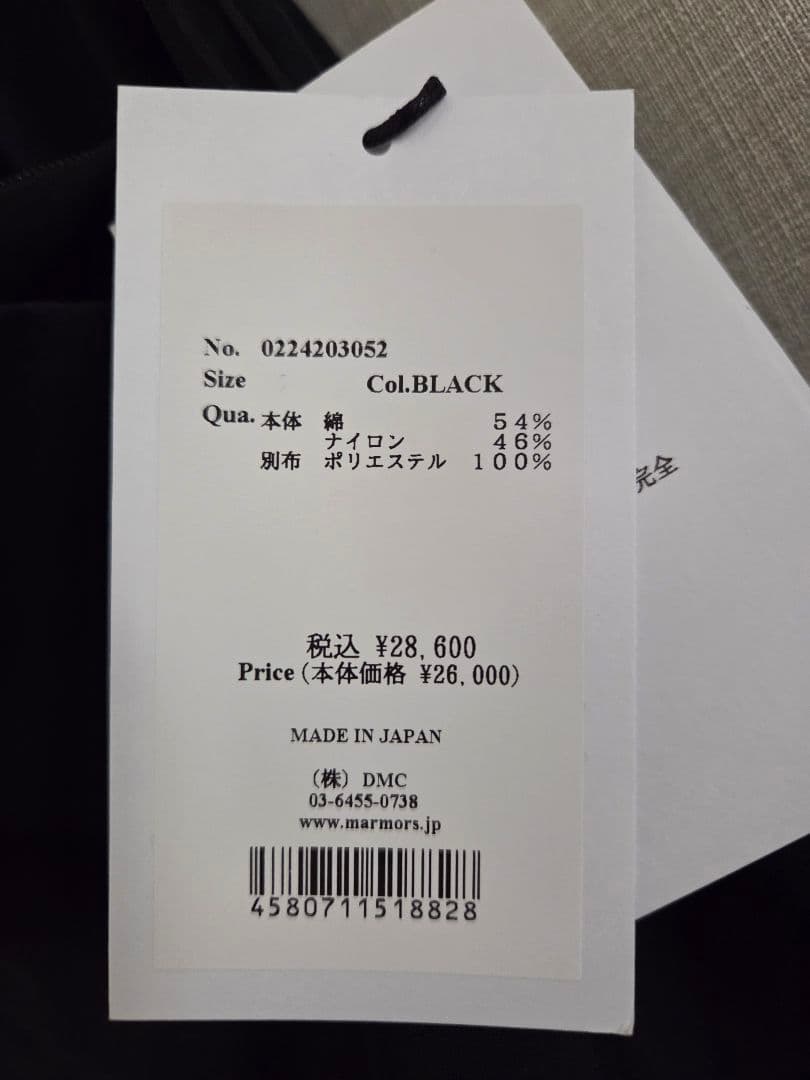 No. 0224203052
Size Col.BLACK
Qua. 本体 綿 54%
ナイロン 46%
別布 ポリエステル 100%
税込 ¥28,600
Price(本体価格 ¥26,000)
MADE IN JAPAN
(株) DMC
03-6455-0738
www.marmors.jp
4580711518828
完全